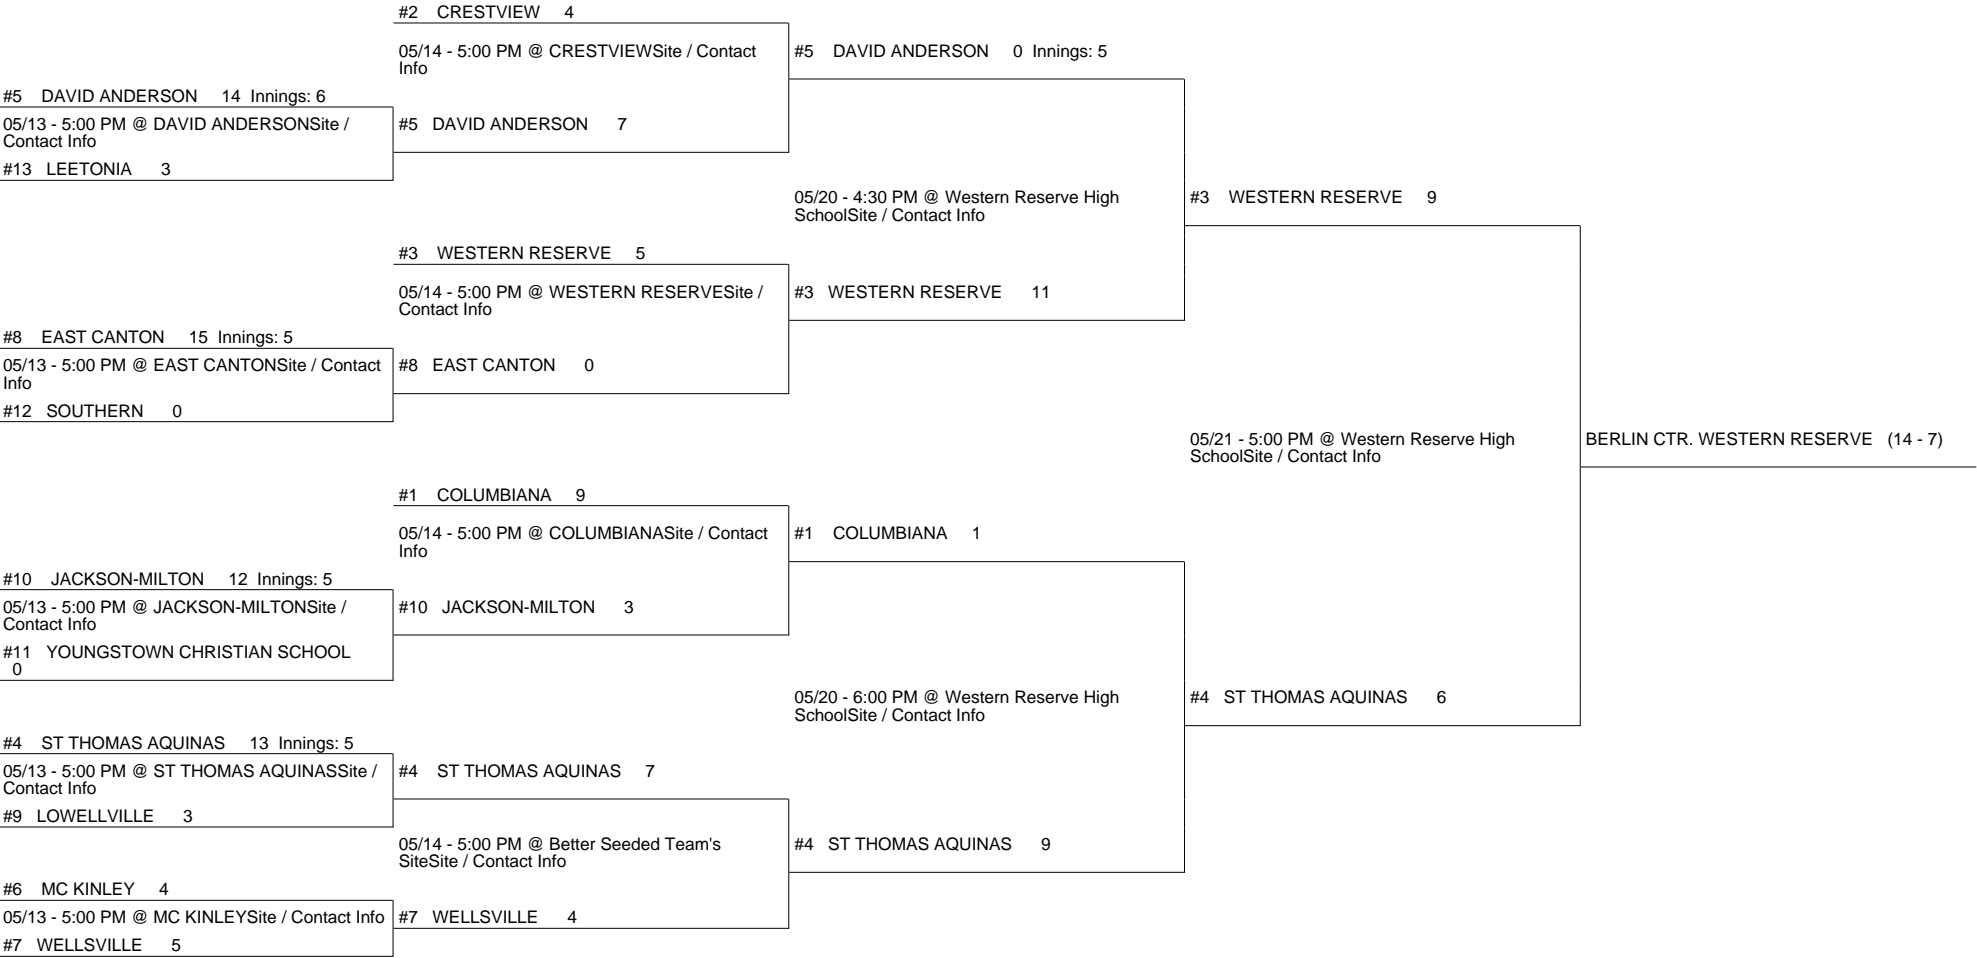 #2 CRESTVIEW 4
05/14 - 5:00 PM @ CRESTVIEWSite / Contact
Info
#5 DAVID ANDERSON 0 Innings: 5
#5 DAVID ANDERSON 14 Innings: 6
05/13 - 5:00 PM @ DAVID ANDERSONSite /
Contact Info
#5 DAVID ANDERSON 7
#13 LEETONIA 3
05/20 - 4:30 PM @ Western Reserve High
SchoolSite / Contact Info
#3 WESTERN RESERVE 9
#3 WESTERN RESERVE 5
05/14 - 5:00 PM @ WESTERN RESERVESite /
Contact Info
#3 WESTERN RESERVE 11
#8 EAST CANTON 15 Innings: 5
05/13 - 5:00 PM @ EAST CANTONSite / Contact
Info
#8 EAST CANTON 0
#12 SOUTHERN 0
05/21 - 5:00 PM @ Western Reserve High
SchoolSite / Contact Info
BERLIN CTR. WESTERN RESERVE (14 - 7)
#1 COLUMBIANA 9
05/14 - 5:00 PM @ COLUMBIANASite / Contact
Info
#1 COLUMBIANA 1
#10 JACKSON-MILTON 12 Innings: 5
05/13 - 5:00 PM @ JACKSON-MILTONSite /
Contact Info
#10 JACKSON-MILTON 3
#11 YOUNGSTOWN CHRISTIAN SCHOOL
0
05/20 - 6:00 PM @ Western Reserve High
SchoolSite / Contact Info
#4 ST THOMAS AQUINAS 6
#4 ST THOMAS AQUINAS 13 Innings: 5
05/13 - 5:00 PM @ ST THOMAS AQUINASSite /
Contact Info
#4 ST THOMAS AQUINAS 7
#9 LOWELLVILLE 3
05/14 - 5:00 PM @ Better Seeded Team's
SiteSite / Contact Info
#4 ST THOMAS AQUINAS 9
#6 MC KINLEY 4
05/13 - 5:00 PM @ MC KINLEYSite / Contact Info
#7 WELLSVILLE 4
#7 WELLSVILLE 5